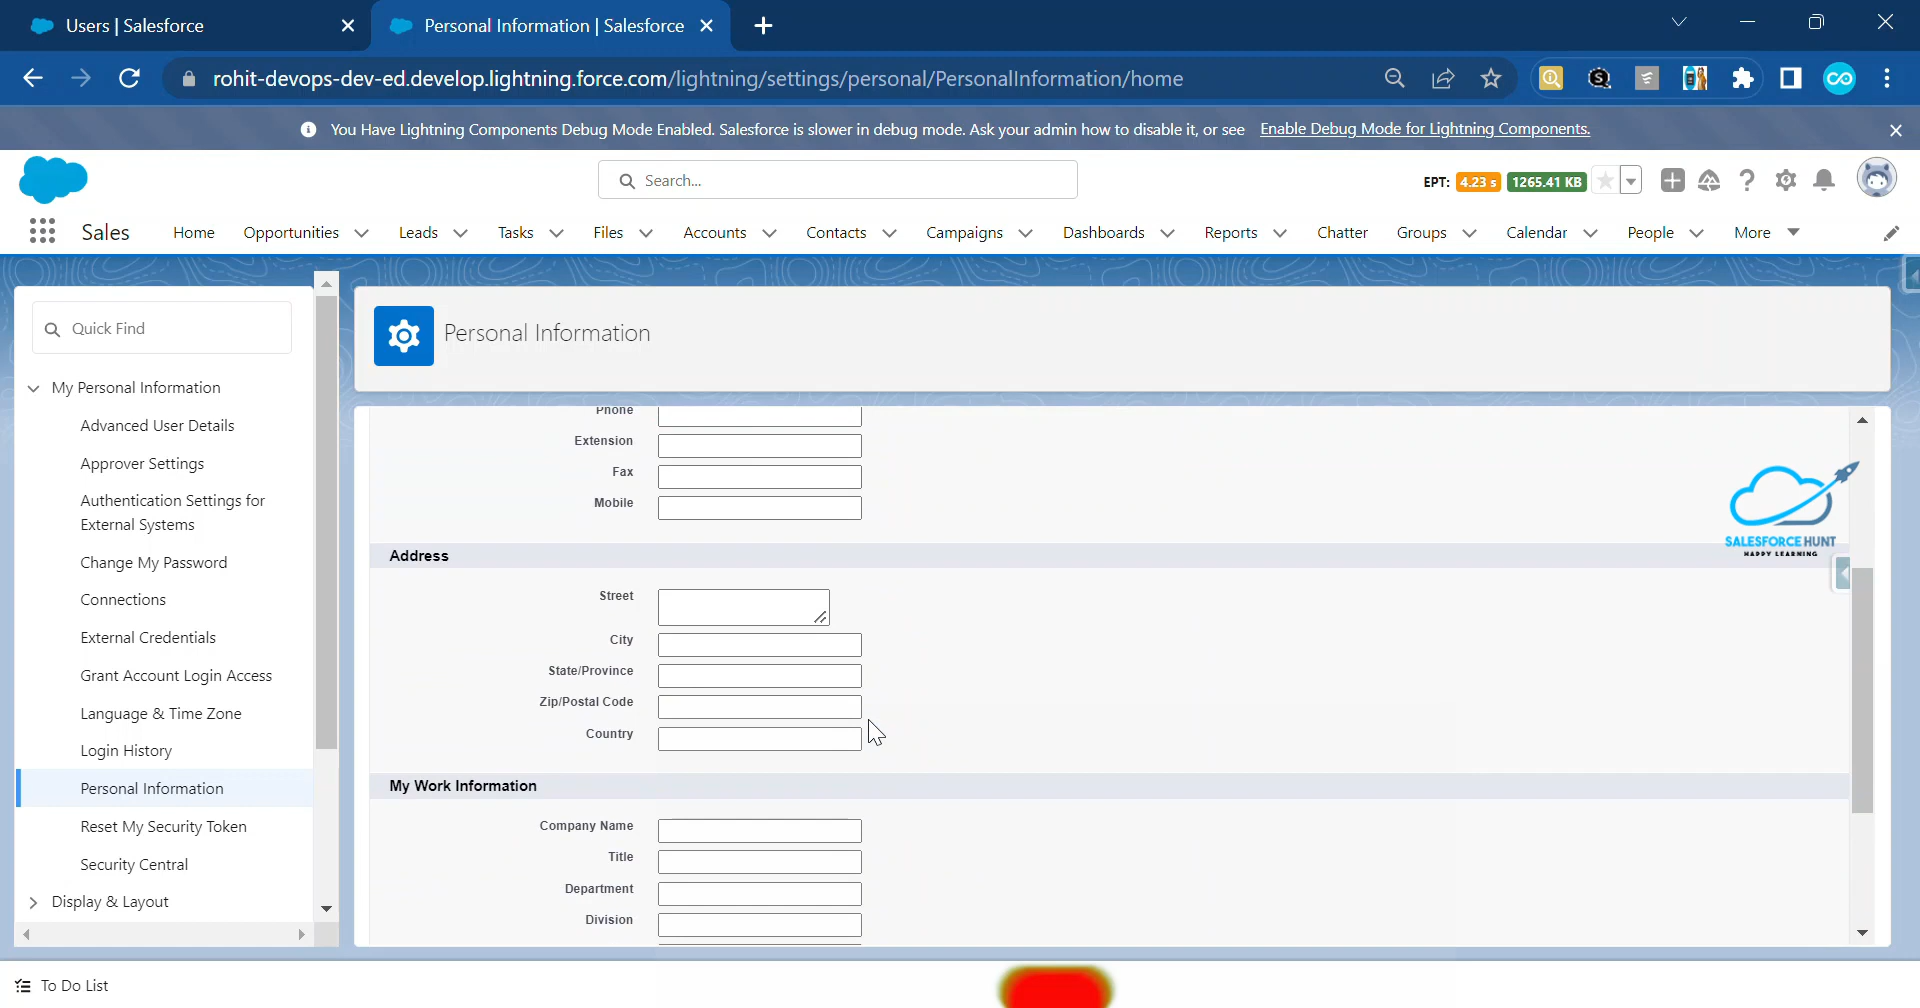 Users | Salesforce
Personal Information | Salesforce
rohit-devops-dev-ed.develop.lightning.force.com/lightning/settings/personal/PersonalInformation/home
You Have Lightning Components Debug Mode Enabled. Salesforce is slower in debug mode. Ask your admin how to disable it, or see Enable Debug Mode for Lightning Components.
Search...
EPT: 4.23 s 1265.41 KB
Sales Home Opportunities Leads Tasks Files Accounts Contacts Campaigns Dashboards Reports Chatter Groups Calendar People More
Quick Find
My Personal Information
Advanced User Details
Approver Settings
Authentication Settings for
External Systems
Change My Password
Connections
External Credentials
Grant Account Login Access
Language & Time Zone
Login History
Personal Information
Reset My Security Token
Security Central
Display & Layout
Personal Information
Phone
Extension
Fax
Mobile
SALESFORCE HUNT
HAPPY LEARNING
Address
Street
City
State/Province
Zip/Postal Code
Country
My Work Information
Company Name
Title
Department
Division
To Do List